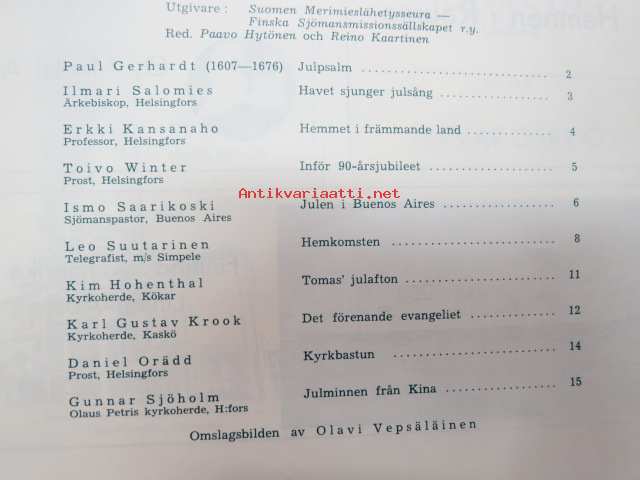 Utgivare : Suomen Merimieslähetysseura —
Finska Sjömansmissionssällskapet r.y.
Red. Paavo Hytönen och Reino Kaartinen
Paul Gerhardt (1607—1676) Julpsalm 2
Ilmari Salomies Havet sjunger julsång 3
Ärkebiskop, Helsingfors
Erkki Kansanaho Hemmet i främmande land 4
Professor, Helsingfors
Toivo Winter Inför 90-årsjubileet 5
Prost, Helsingfors
Antikvariaatti.net
Ismo Saarikoski Julen i Buenos Aires 6
Sjömanspastor, Buenos Aires
Leo Suutarinen Hemkomsten 8
Telegrafist, m/s Simpele
Kim Hohenthal Tomas' julafton 11
Kyrkoherde, Kökar
Karl Gustav Krook Det förenande evangeliet 12
Kyrkoherde, Kaskö
Daniel Orädd Kyrkbastun 14
Prost, Helsingfors
Gunnar Sjöholm Julminnen från Kina 15
Olaus Petris kyrkoherde, H:fors
Omslagsbilden av Olavi Vepsäläinen